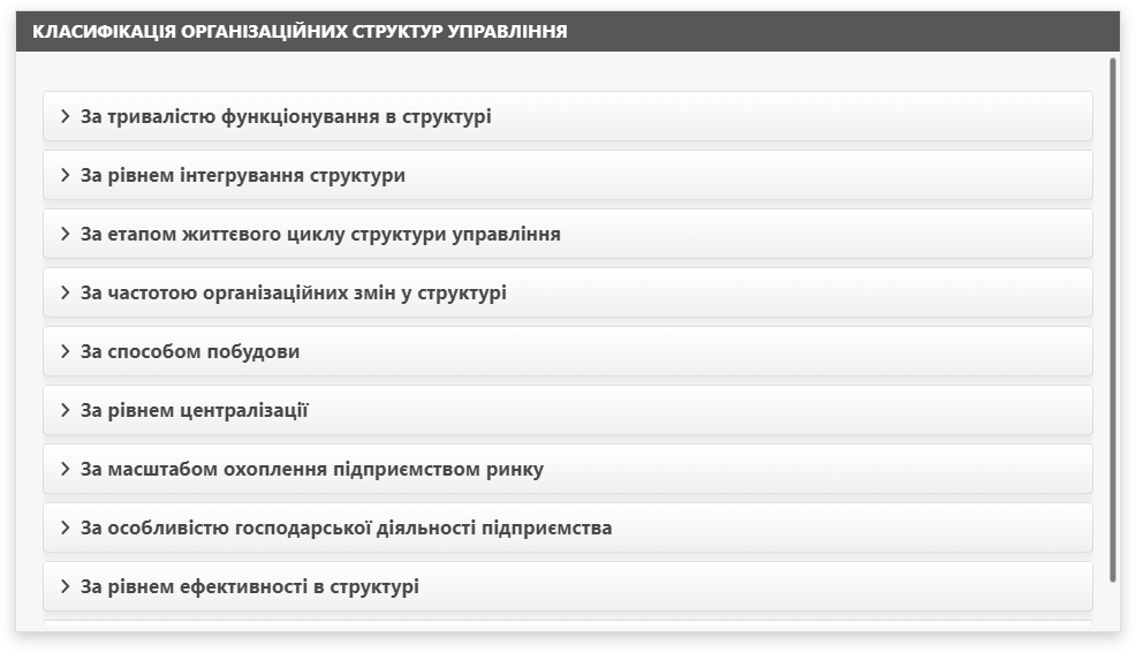 КЛАСИФІКАЦІЯ ОРГАНІЗАЦІЙНИХ СТРУКТУР УПРАВЛІННЯ
За тривалістю функціонування в структурі
За рівнем інтегрування структури
За етапом життєвого циклу структури управління
За частотою організаційних змін у структурі
За способом побудови
За рівнем централізації
За масштабом охоплення підприємством ринку
За особливістю господарської діяльності підприємства
За рівнем ефективності в структурі